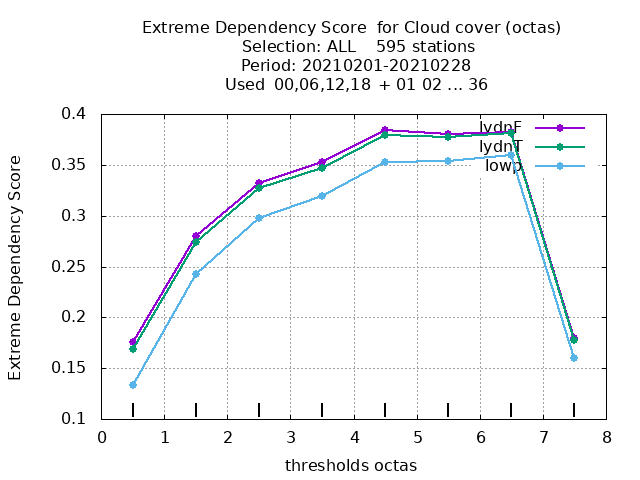 Extreme Dependency Score  for Cloud cover (octas)
Selection: ALL    595 stations
Period: 20210201-20210228
Used  00,06,12,18  + 01 02 ... 36
lydnF
lydnT
lowp
Extreme Dependency Score
0.4
0.35
0.3
0.25
0.2
0.15
0.1
0 1 2 3 4 5 6 7 8
thresholds octas